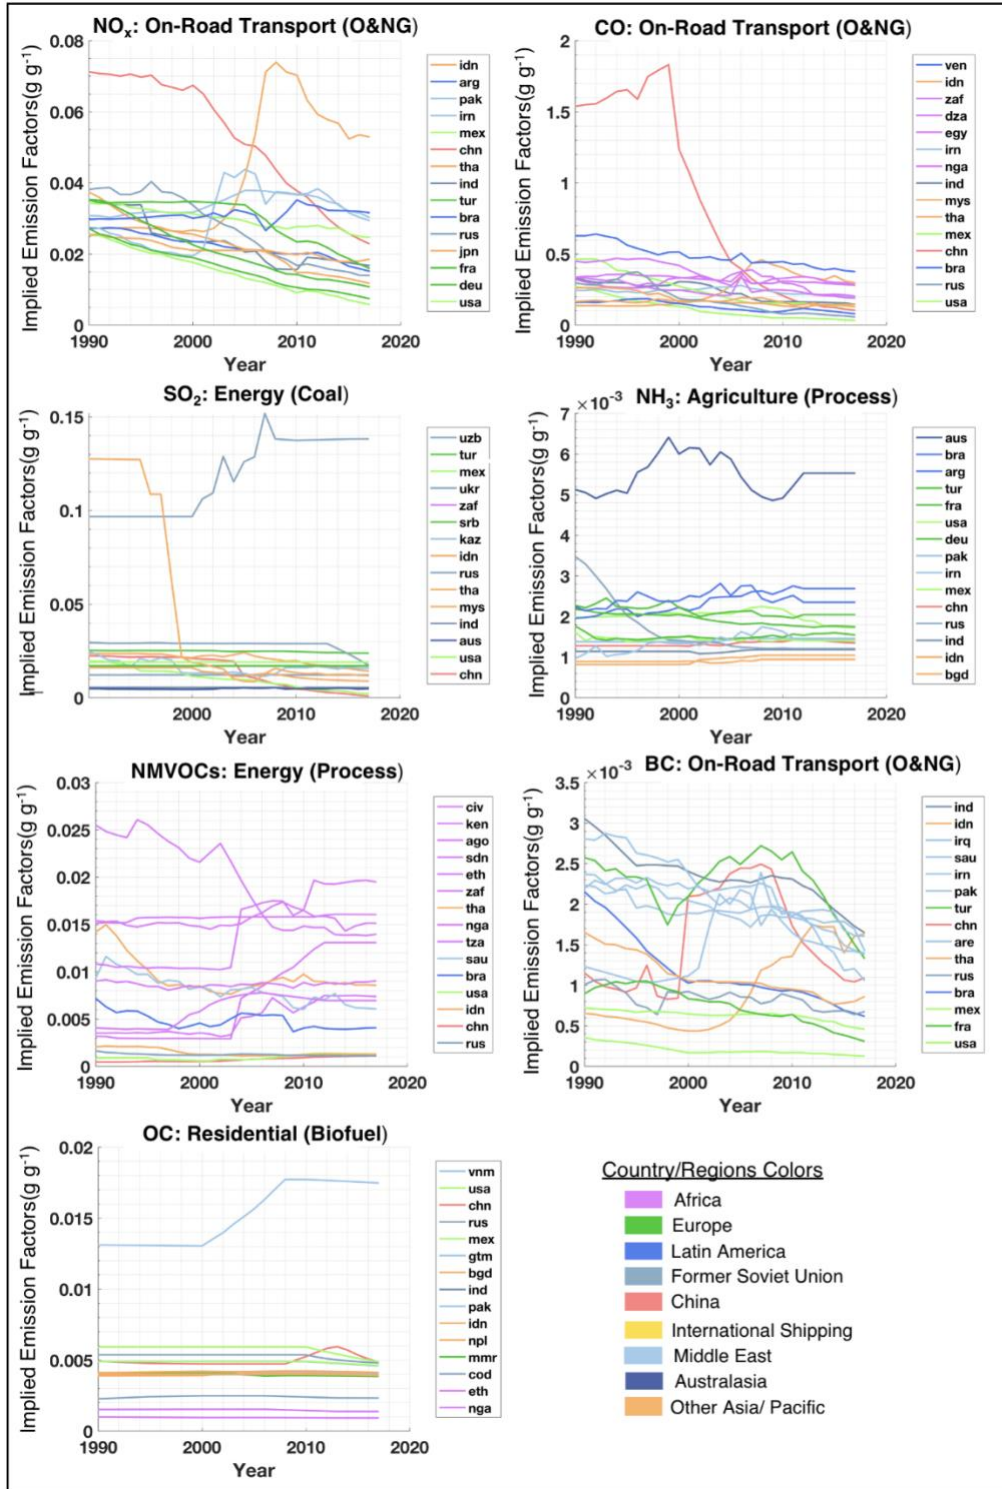 NOx: On-Road Transport (O&NG)
Implied Emission Factors(g g-1)
0.08
0.06
0.04
0.02
0
1990
2000
2010
2020
Year
idn
arg
pak
irn
mex
chn
tha
ind
tur
bra
rus
jpn
fra
deu
usa
CO: On-Road Transport (O&NG)
Implied Emission Factors(g g-1)
2
1.5
1
0.5
0
1990
2000
2010
2020
Year
ven
idn
zaf
dza
egy
irn
nga
ind
mys
tha
mex
chn
bra
rus
usa
SO2: Energy (Coal)
Implied Emission Factors(g g-1)
0.15
0.1
0.05
0
2000
2010
2020
Year
uzb
tur
mex
ukr
zaf
srb
kaz
idn
rus
tha
mys
ind
aus
usa
chn
NH3: Agriculture (Process)
×10-3
Implied Emission Factors(g g-1)
7
6
5
4
3
2
1
0
1990
2000
2010
2020
Year
aus
bra
arg
tur
fra
usa
deu
pak
irn
mex
chn
rus
ind
idn
bgd
NMVOCs: Energy (Process)
Implied Emission Factors(g g-1)
0.03
0.025
0.02
0.015
0.01
0.005
0
1990
2000
2010
2020
Year
civ
ken
ago
sdn
eth
zaf
tha
nga
tza
sau
bra
usa
idn
chn
rus
BC: On-Road Transport (O&NG)
×10-3
Implied Emission Factors(g g-1)
3.5
3
2.5
2
1.5
1
0.5
0
1990
2000
2010
2020
Year
ind
idn
irq
sau
irn
pak
tur
chn
are
tha
rus
bra
mex
fra
usa
OC: Residential (Biofuel)
Implied Emission Factors(g g-1)
0.02
0.015
0.01
0.005
0
1990
2000
2010
2020
Year
vnm
usa
chn
rus
mex
gtm
bgd
ind
pak
idn
npl
mmr
cod
eth
nga
Country/Regions Colors
Africa
Europe
Latin America
Former Soviet Union
China
International Shipping
Middle East
Australasia
Other Asia/ Pacific